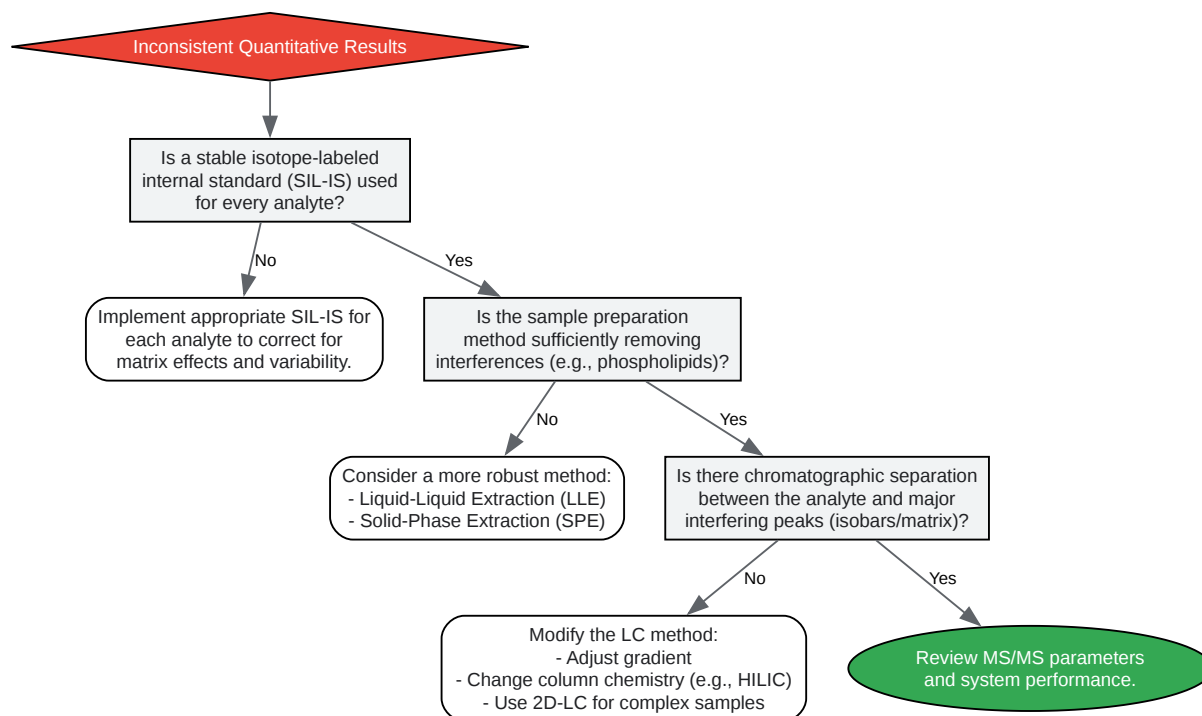 Inconsistent Quantitative Results
Is a stable isotope-labeled
internal standard (SIL-IS) used
for every analyte?
No
Yes
Implement appropriate SIL-IS for
each analyte to correct for
matrix effects and variability.
Is the sample preparation
method sufficiently removing
interferences (e.g., phospholipids)?
No
Yes
Consider a more robust method:
- Liquid-Liquid Extraction (LLE)
- Solid-Phase Extraction (SPE)
Is there chromatographic separation
between the analyte and major
interfering peaks (isobars/matrix)?
No
Yes
Modify the LC method:
- Adjust gradient
- Change column chemistry (e.g., HILIC)
- Use 2D-LC for complex samples
Review MS/MS parameters
and system performance.